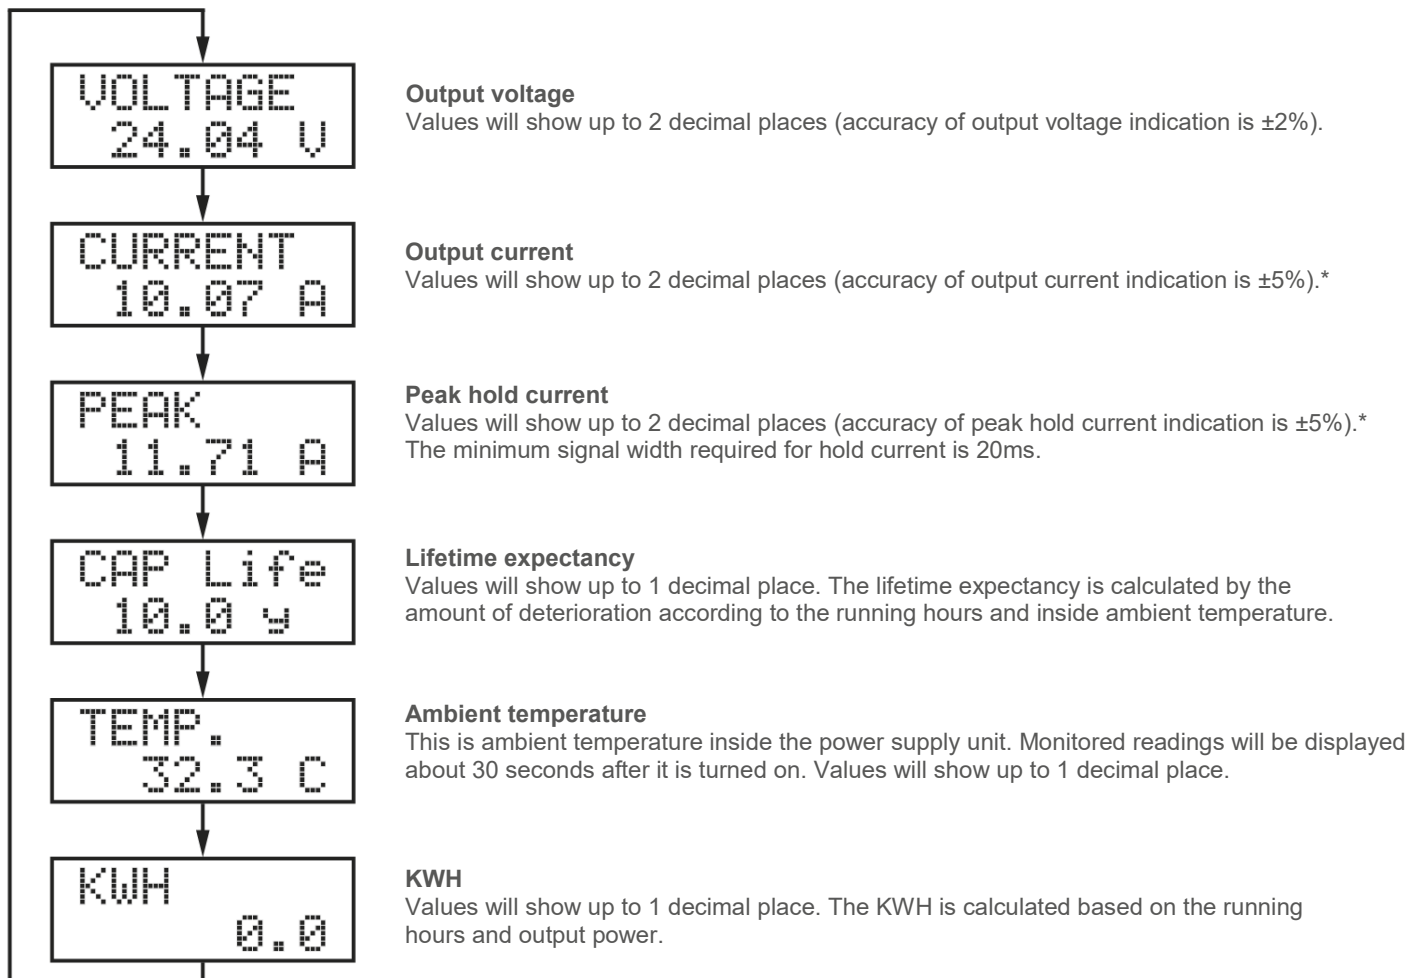 VOLTAGE
24.04 V
Output voltage
Values will show up to 2 decimal places (accuracy of output voltage indication is ±2%).
CURRENT
10.07 A
Output current
Values will show up to 2 decimal places (accuracy of output current indication is ±5%).*
PEAK
11.71 A
Peak hold current
Values will show up to 2 decimal places (accuracy of peak hold current indication is ±5%).*
The minimum signal width required for hold current is 20ms.
CAP Life
10.0 y
Lifetime expectancy
Values will show up to 1 decimal place. The lifetime expectancy is calculated by the
amount of deterioration according to the running hours and inside ambient temperature.
TEMP.
32.3 C
Ambient temperature
This is ambient temperature inside the power supply unit. Monitored readings will be displayed
about 30 seconds after it is turned on. Values will show up to 1 decimal place.
KWH
0.0
KWH
Values will show up to 1 decimal place. The KWH is calculated based on the running
hours and output power.